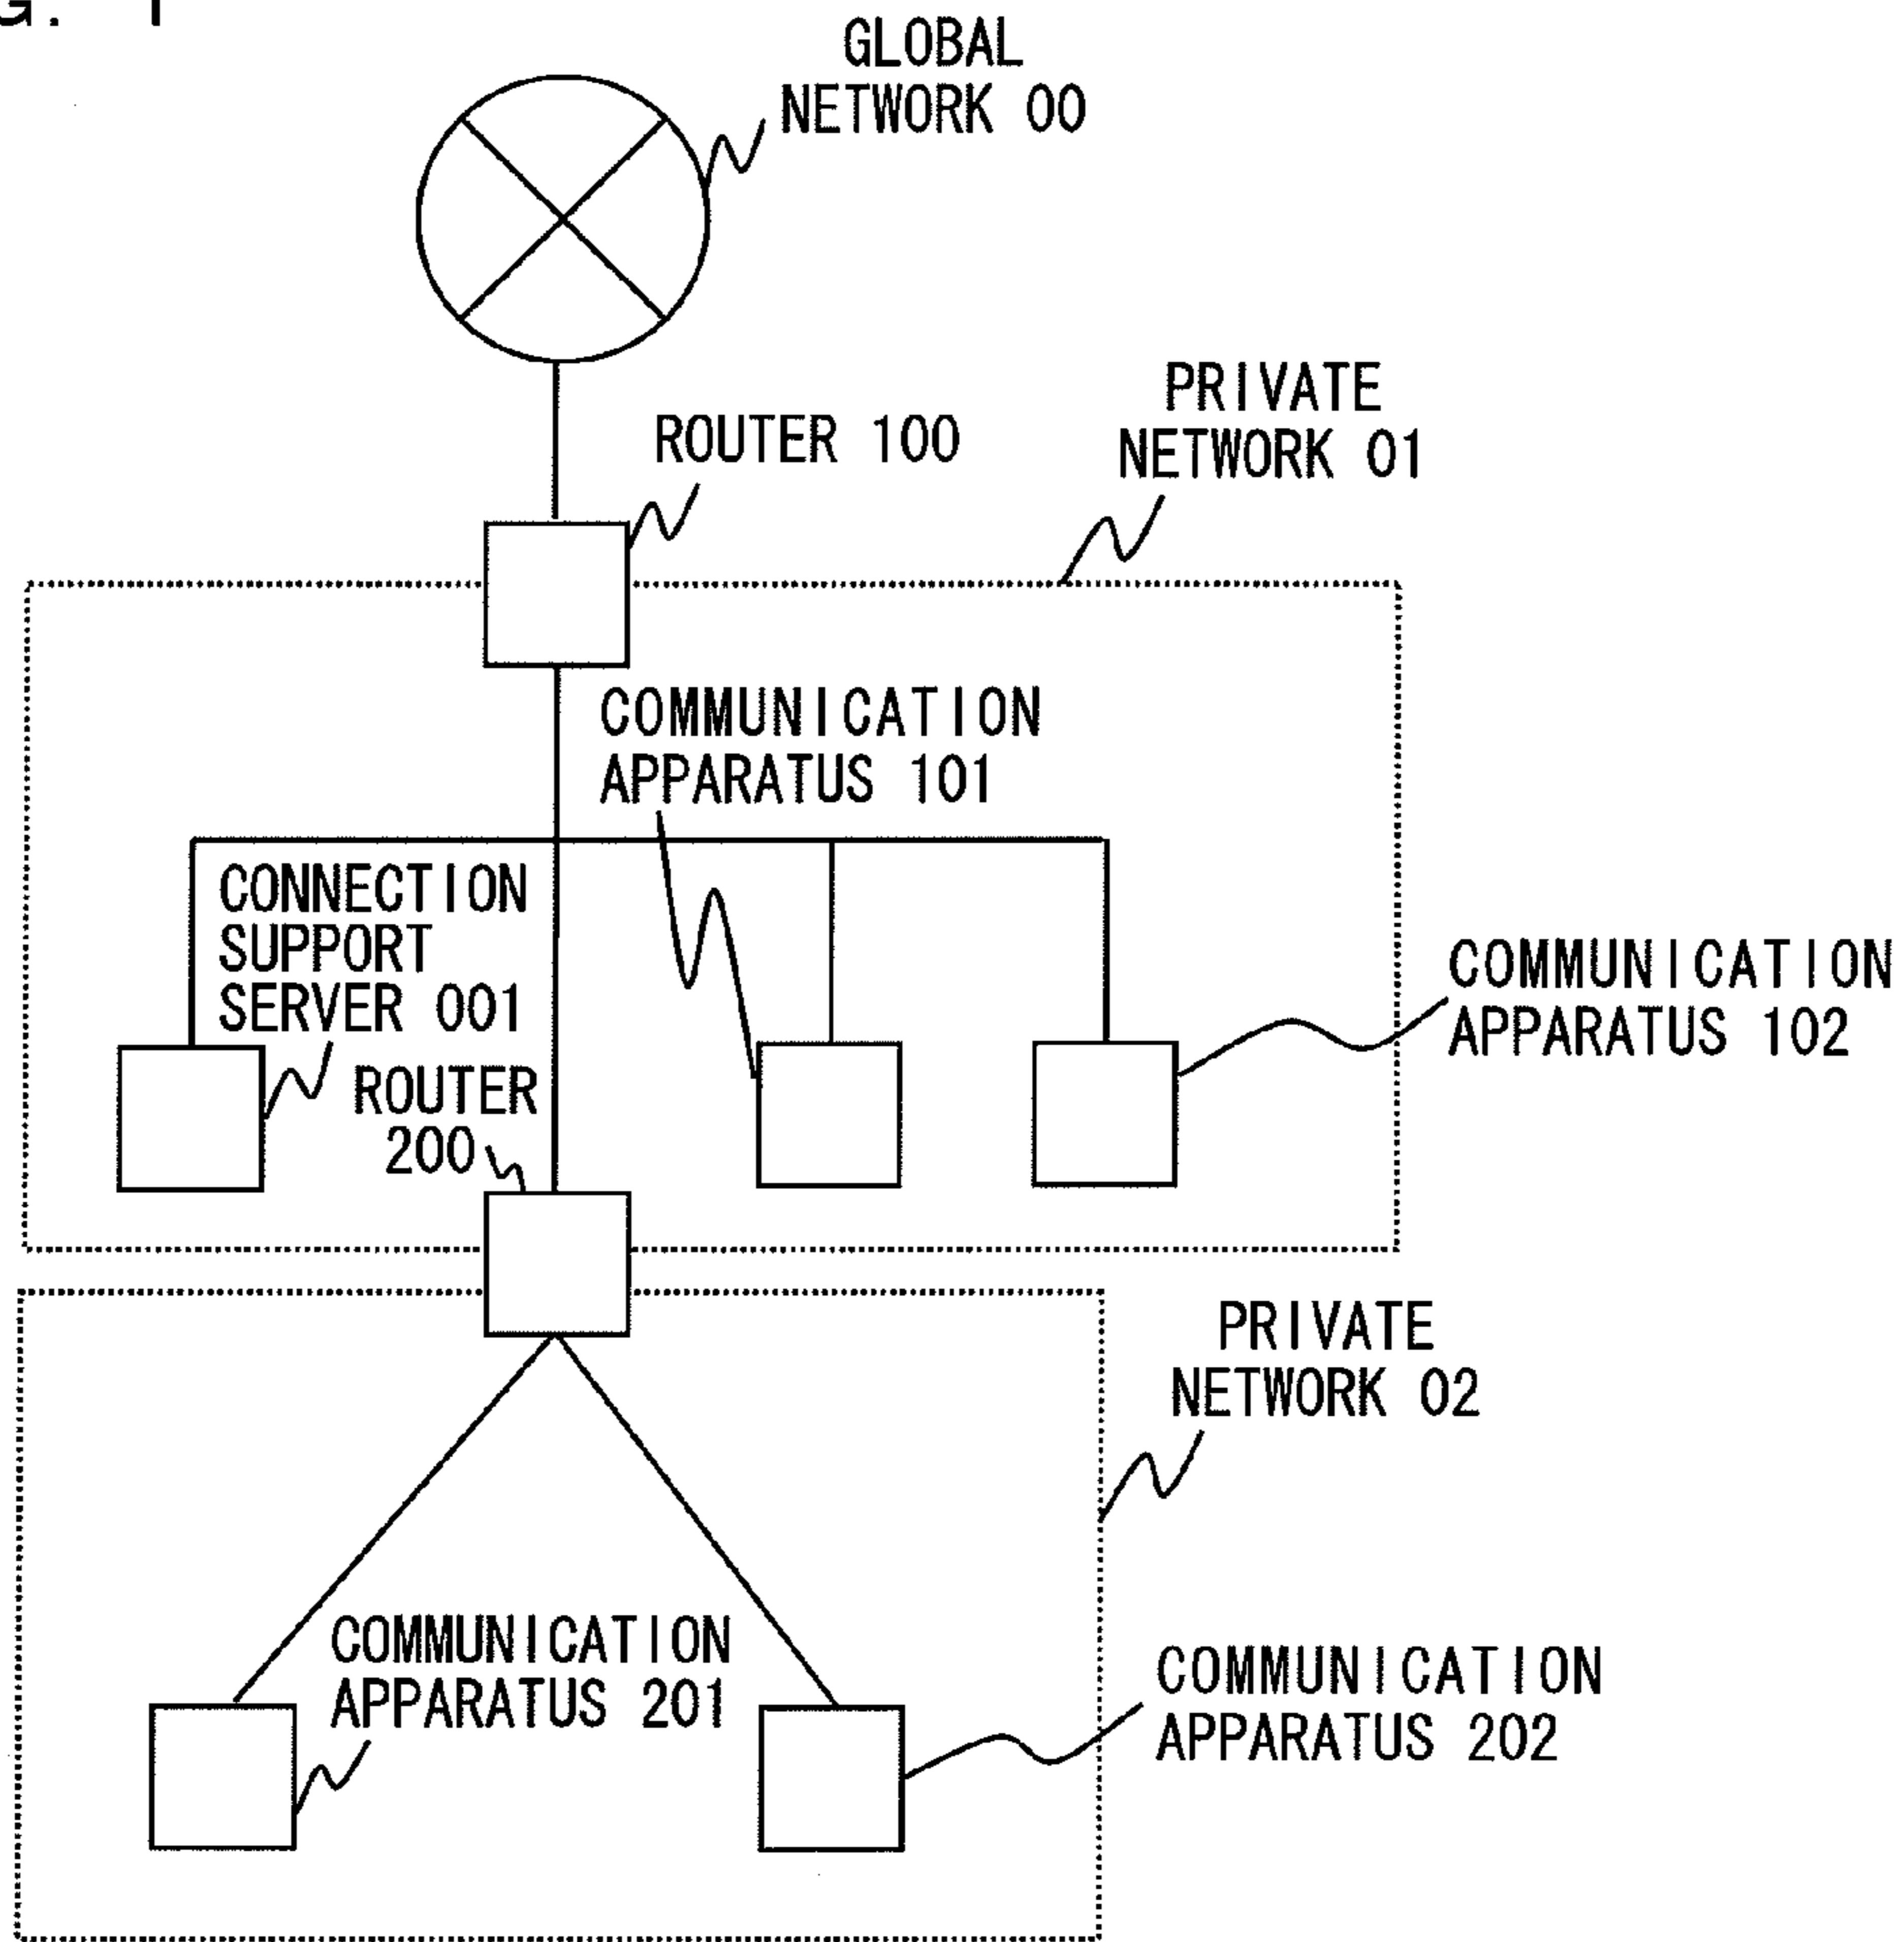 G. 1
GLOBAL
NETWORK 00
ROUTER 100
PRIVATE
NETWORK 01
COMMUNICATION
APPARATUS 101
CONNECTION
SUPPORT
SERVER 001
COMMUNICATION
APPARATUS 102
ROUTER
200
PRIVATE
NETWORK 02
COMMUNICATION
APPARATUS 201
COMMUNICATION
APPARATUS 202